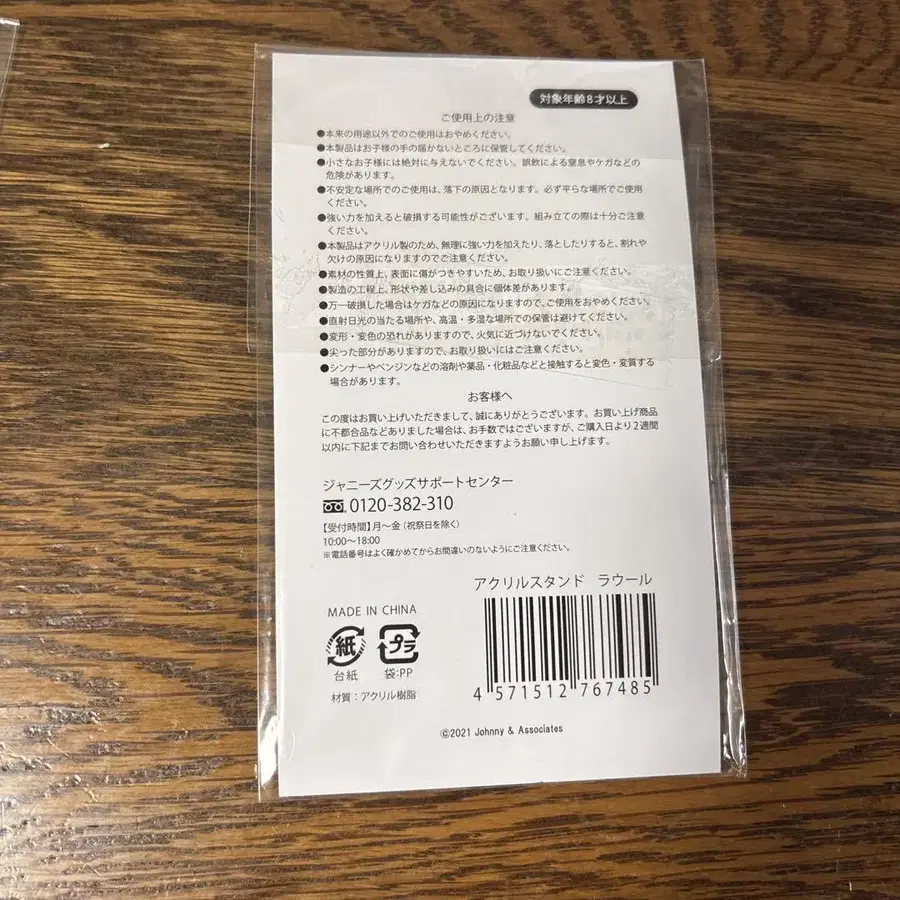 対象年齢8才以上
ご使用上の注意
●本来の用途以外でのご使用はおやめください。
●本製品はお子様の手の届かないところに保管してください。
●小さなお子様には絶対に与えないでください。誤飲による窒息やケガなどの
危険があります。
●不安定な場所でのご使用は、落下の原因となります。必ず平らな場所でご使用
ください。
●強い力を加えると破損する可能性がございます。組み立ての際は十分ご注意
ください。
●本製品はアクリル製のため、無理に強い力を加えたり、落としたりすると、割れや
欠けの原因になりますのでご注意ください。
●素材の性質上、表面に傷がつきやすいため、お取り扱いにご注意ください。
●製造の工程上、形状や差し込みの具合に個体差があります。
●万一破損した場合はケガなどの原因になりますので、ご使用をおやめください。
●直射日光の当たる場所や、高温・多湿な場所での保管は避けてください。
●変形・変色の恐れがありますので、火気に近づけないでください。
●尖った部分がありますので、お取り扱いにはご注意ください。
●シンナーやベンジンなどの溶剤や薬品・化粧品などと接触すると変色・変質する
場合があります。
お客様へ
この度はお買い上げいただきまして、誠にありがとうございます。お買い上げ商品
に不都合品などありました場合は、お手数ではございますが、ご購入日より2週間
以内に下記までお問い合わせいただきますようお願い申し上げます。
ジャニーズグッズサポートセンター
0120-382-310
【受付時間】月〜金（祝祭日を除く）
10:00〜18:00
※電話番号はよく確かめてからお間違いのないようにご注意ください。
アクリルスタンド ラウール
MADE IN CHINA
紙 プラ
台紙 袋:PP
材質：アクリル樹脂
4 571512 767485
©2021 Johnny & Associates